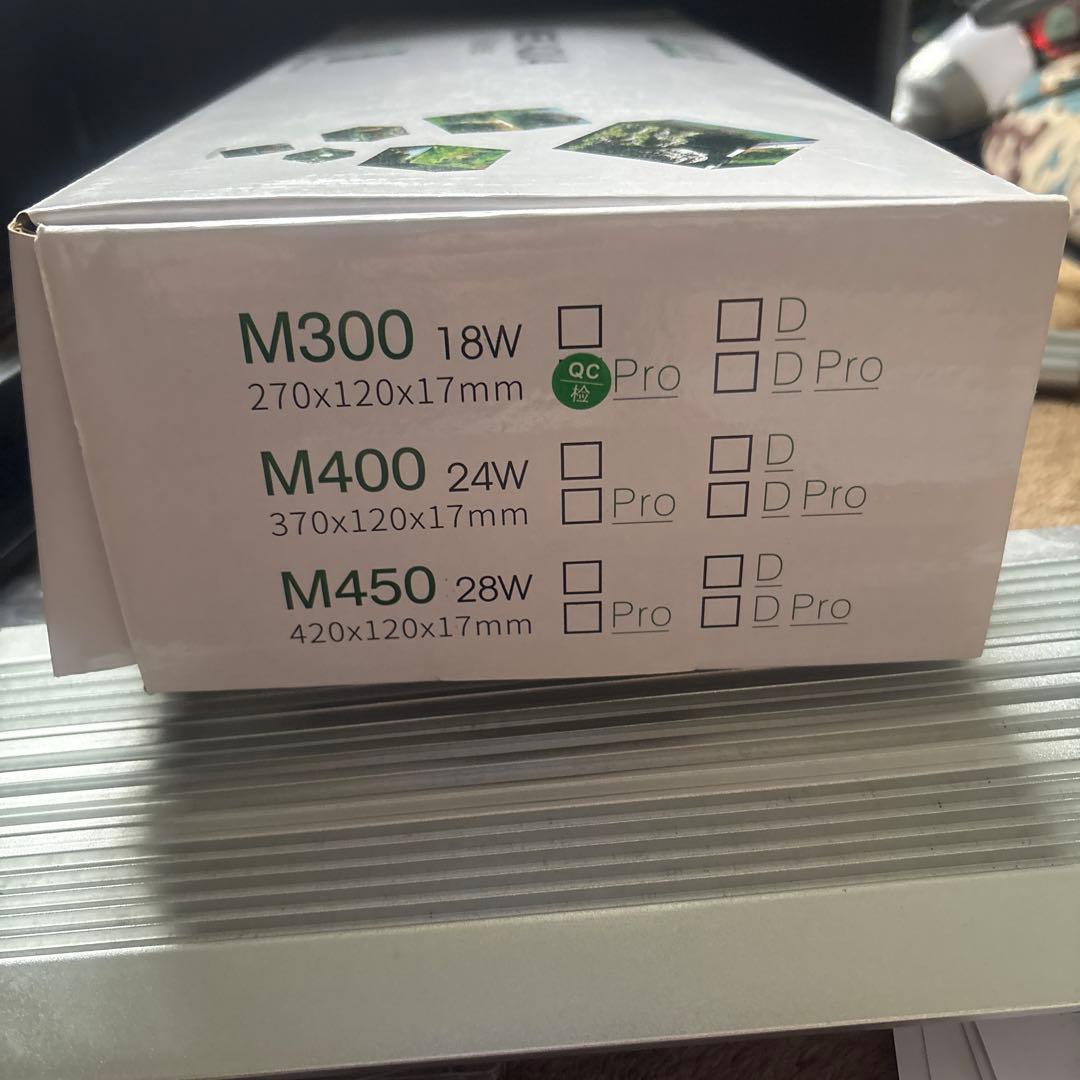 M300 18W D
270x120x17mm QC 检 Pro D Pro
M400 24W D
370x120x17mm Pro D Pro
M450 28W D
420x120x17mm Pro D Pro